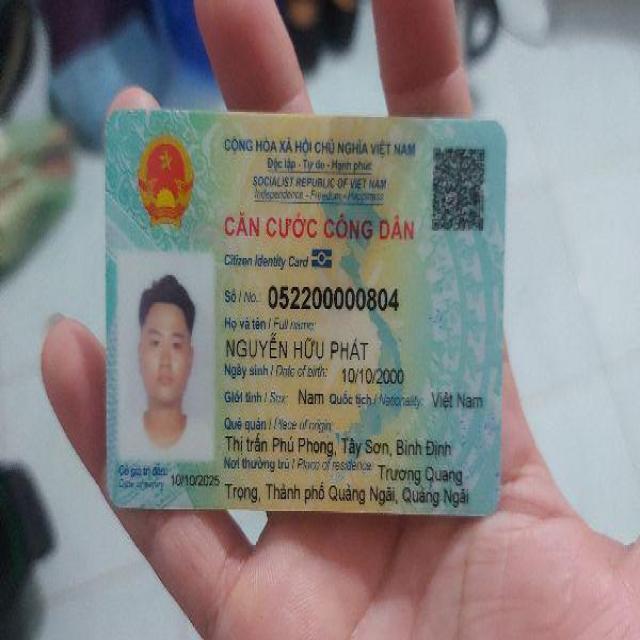 CỘNG HÒA XÃ HỘI CHỦ NGHĨA VIỆT NAM
Độc lập - Tự do - Hạnh phúc
SOCIALIST REPUBLIC OF VIET NAM
Independence - Freedom - Happiness
CĂN CƯỚC CÔNG DÂN
Citizen Identity Card
Số / No.: 052200000804
Họ và tên / Full name:
NGUYỄN HỮU PHÁT
Ngày sinh / Date of birth: 10/10/2000
Giới tính / Sex: Nam Quốc tịch / Nationality: Việt Nam
Quê quán / Place of origin:
Thị trấn Phú Phong, Tây Sơn, Bình Định
Nơi thường trú / Place of residence: Trương Quang
Trọng, Thành phố Quảng Ngãi, Quảng Ngãi
Có giá trị đến:
Date of expiry 10/10/2025